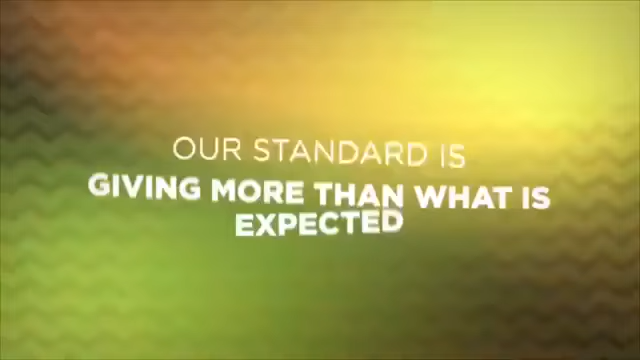 OUR STANDARD IS
GIVING MORE THAN WHAT IS
EXPECTED